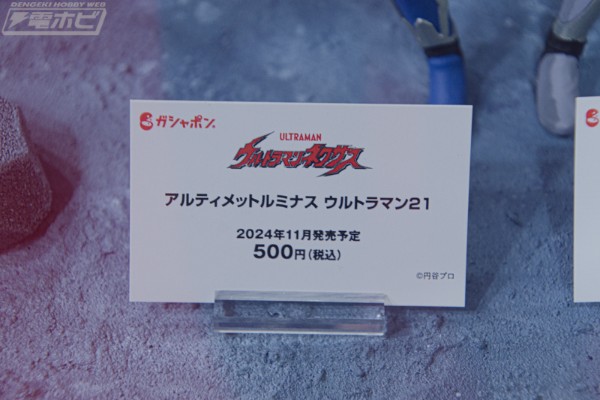 DENGEKI HOBBY WEB
電ホビ
ガシャポン
ULTRAMAN
ウルトラマンネクサス
アルティメットルミナス ウルトラマン21
2024年11月発売予定
500円(税込)
©円谷プロ